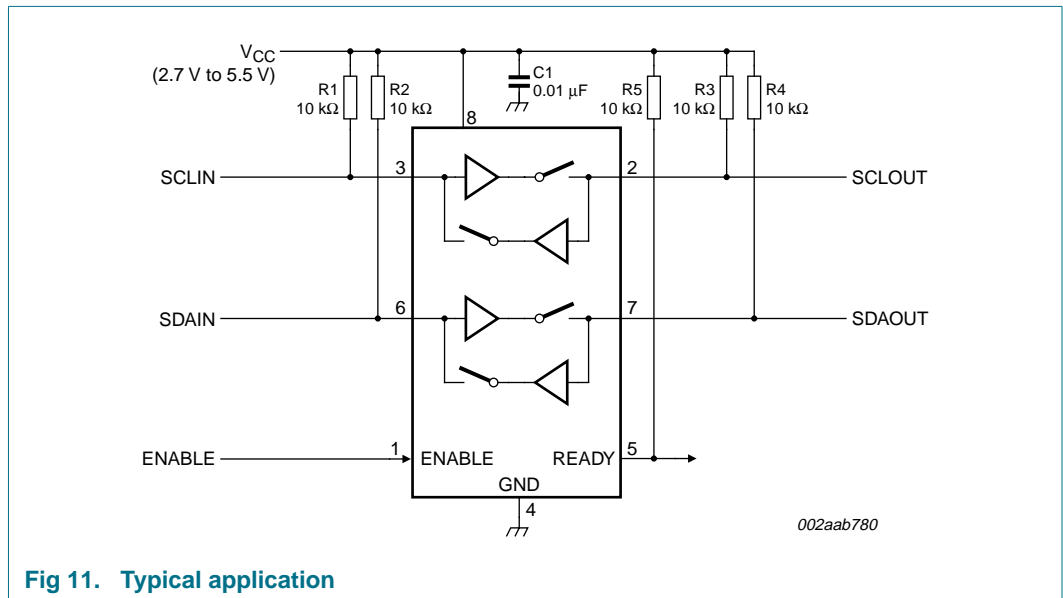 VCC
(2.7 V to 5.5 V)
R1
10 kΩ
R2
10 kΩ
C1
0.01 μF
R5
10 kΩ
R3
10 kΩ
R4
10 kΩ
8
SCLIN
3
2
SCLOUT
SDAIN
6
7
SDAOUT
ENABLE
1
ENABLE
READY
5
GND
4
002aab780
Fig 11. Typical application